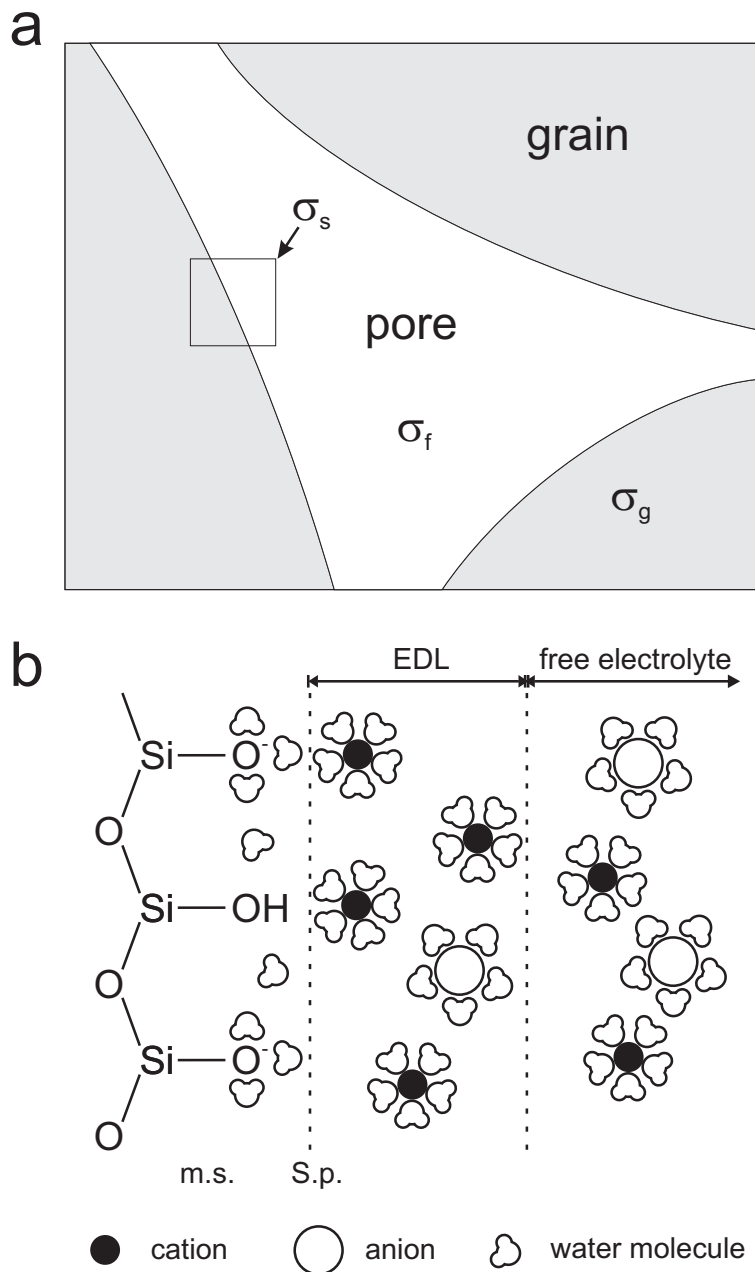 a
grain
σs
pore
σf
σg
b
EDL
free electrolyte
Si
O-
O
Si
OH
O
Si
O-
O
m.s.
S.p.
cation
anion
water molecule